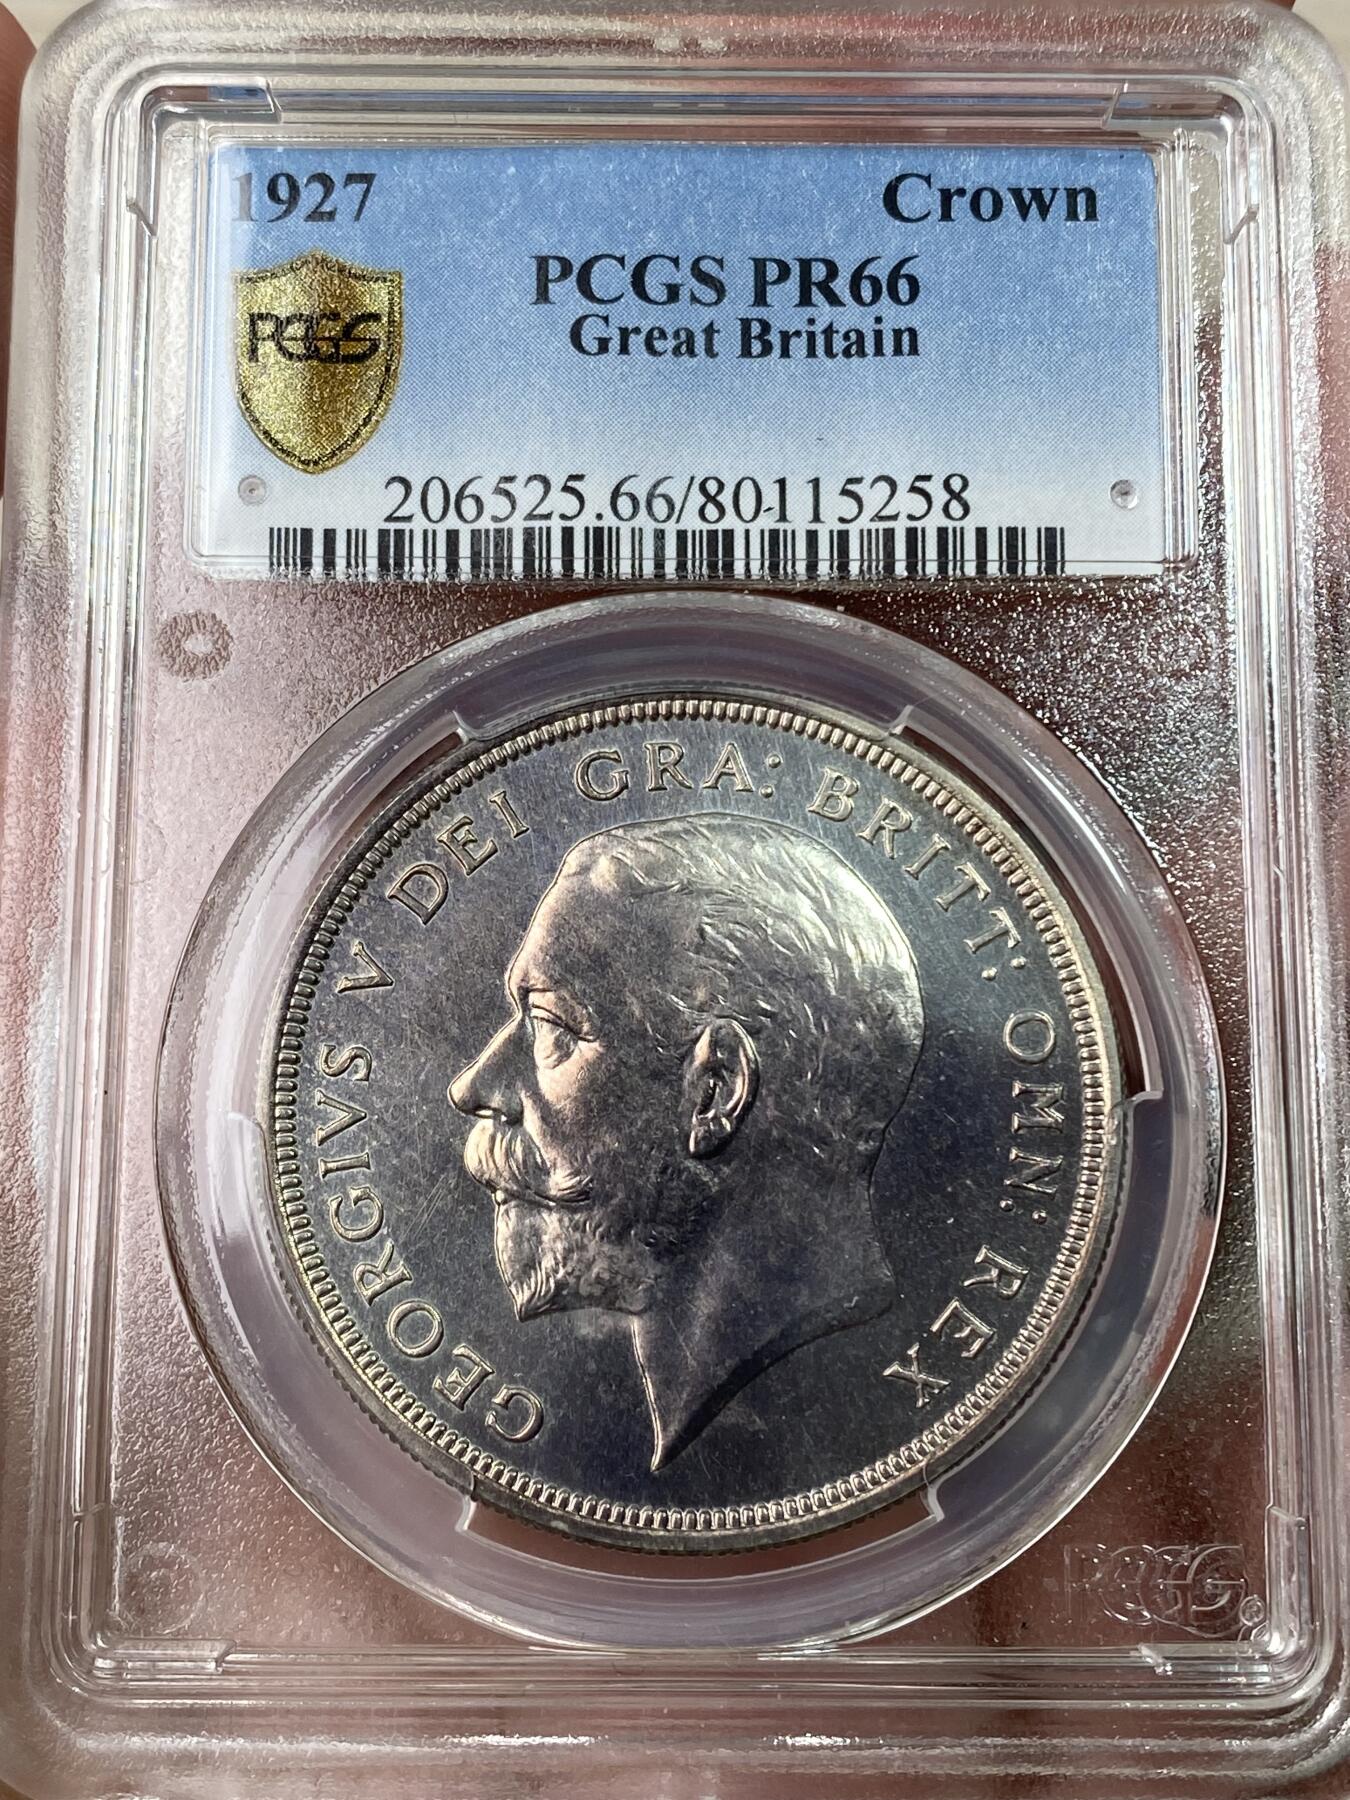 1927 Crown
PCGS PR66
Great Britain
PCGS
206525.66/80115258
GEORGIVS V DEI GRA: BRITT: OMN: REX
PCGS®